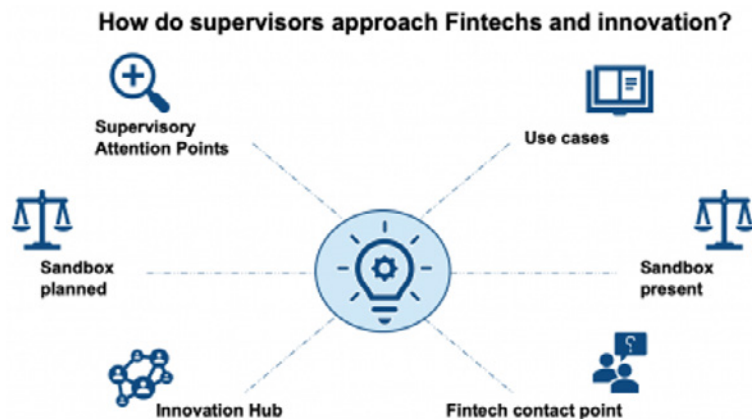 How do supervisors approach Fintechs and innovation?
Supervisory
Attention Points
Use cases
Sandbox
planned
Sandbox
present
Innovation Hub
?
Fintech contact point